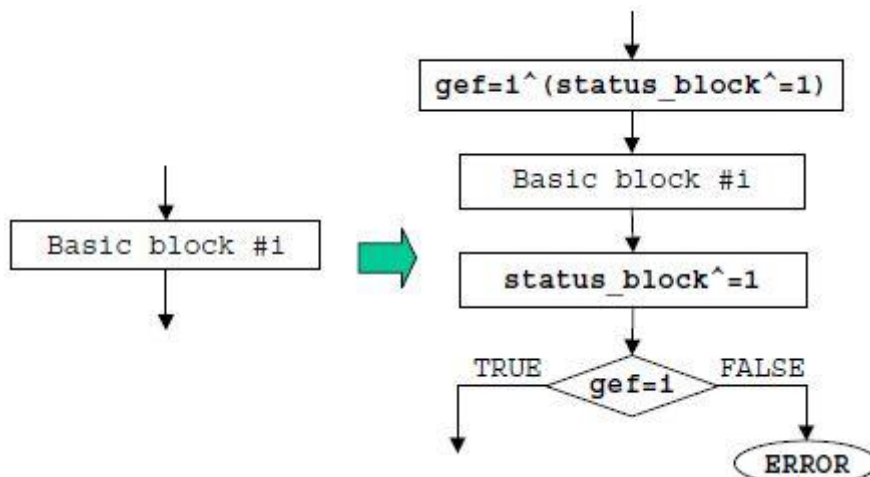 gef=i^(status_block^=1)
Basic block #i
Basic block #i
status_block^=1
TRUE
FALSE
gef=i
ERROR